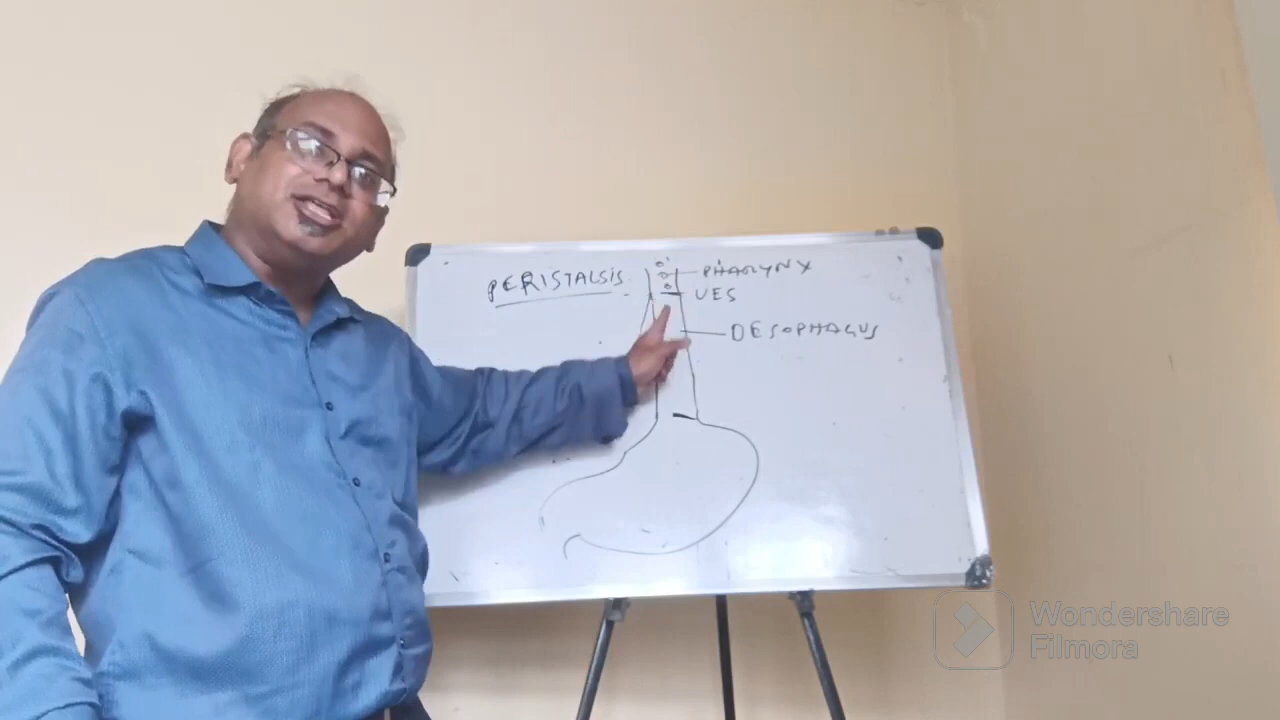 PERISTALSIS
PHARYNX
UES
OESOPHAGUS
Wondershare
Filmora